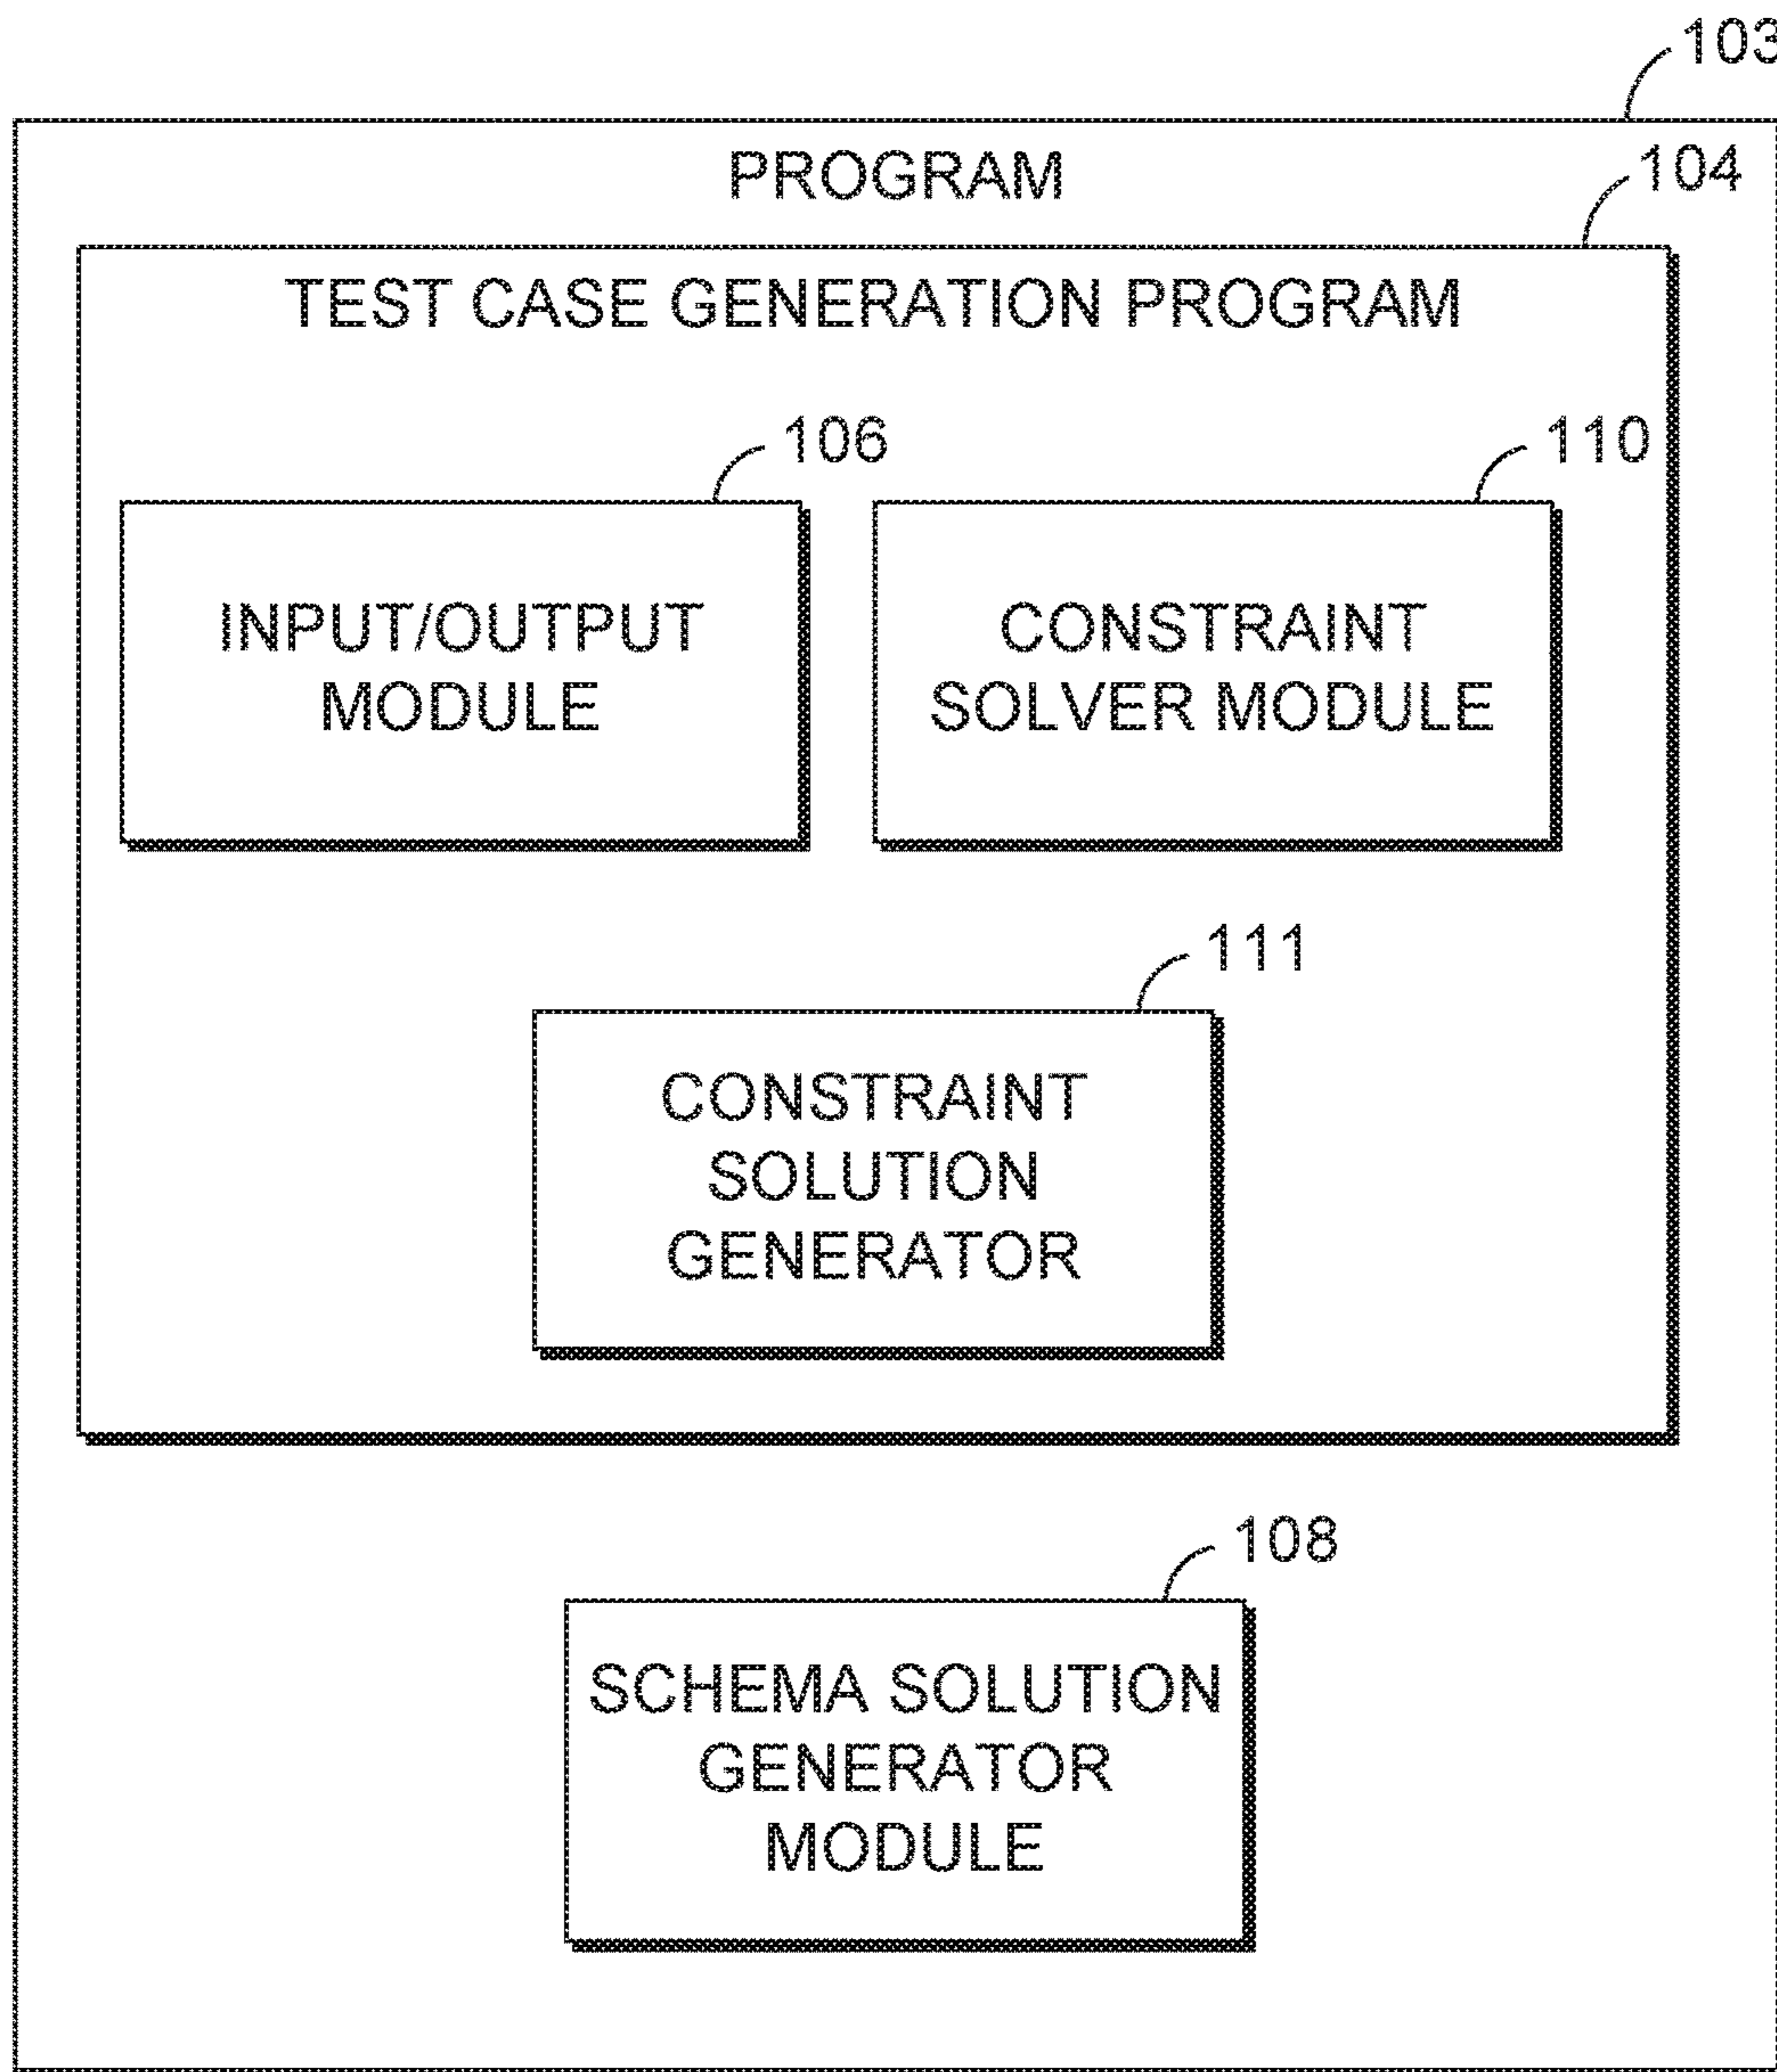 103
PROGRAM
104
TEST CASE GENERATION PROGRAM
106
110
INPUT/OUTPUT
MODULE
CONSTRAINT
SOLVER MODULE
111
CONSTRAINT
SOLUTION
GENERATOR
108
SCHEMA SOLUTION
GENERATOR
MODULE